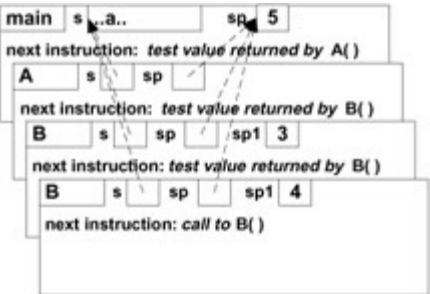 main s ..a.. sp 5
next instruction: test value returned by A( )
A s sp
next instruction: test value returned by B( )
B s sp sp1 3
next instruction: test value returned by B( )
B s sp sp1 4
next instruction: call to B( )